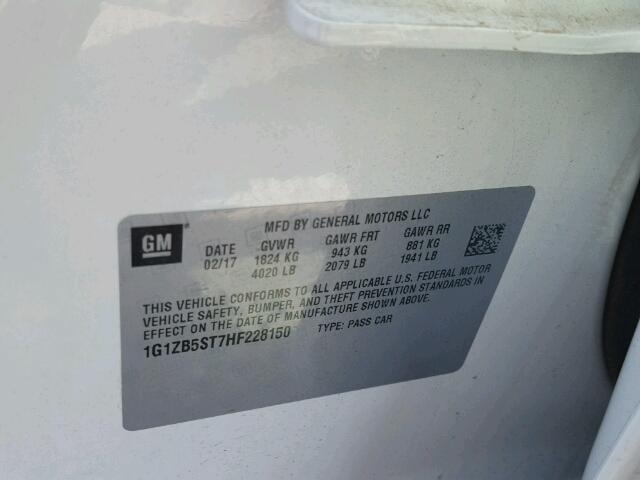 GM
MFD BY GENERAL MOTORS LLC
DATE GVWR GAWR FRT GAWR RR
02/17 1824 KG 943 KG 881 KG
4020 LB 2079 LB 1941 LB
THIS VEHICLE CONFORMS TO ALL APPLICABLE U.S. FEDERAL MOTOR
VEHICLE SAFETY, BUMPER, AND THEFT PREVENTION STANDARDS IN
EFFECT ON THE DATE OF MANUFACTURE SHOWN ABOVE.
1G1ZB5ST7HF228150 TYPE: PASS CAR